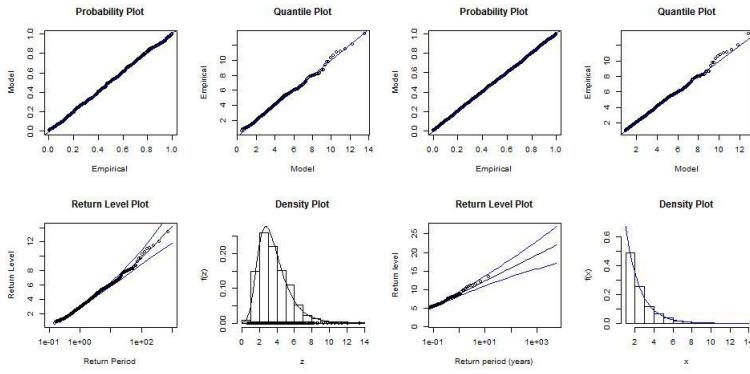 Probability Plot
Quantile Plot
Probability Plot
Quantile Plot
Model
0.0 0.2 0.4 0.6 0.8 1.0
Empirical
2 4 6 8 10
Model
0.0 0.2 0.4 0.6 0.8 1.0
Empirical
2 4 6 8 10
0.0 0.2 0.4 0.6 0.8 1.0
0 2 4 6 8 10 12 14
0.0 0.2 0.4 0.6 0.8 1.0
2 4 6 8 10 12
Empirical
Model
Empirical
Model
Return Level Plot
Density Plot
Return Level Plot
Density Plot
Return Level
2 4 6 8 12
f(z)
0.00 0.10 0.20
Return level
0 5 10 15 20 25
f(x)
0.0 0.2 0.4 0.6
1e-01 1e+00 1e+02
0 2 4 6 8 10 12 14
1e-01 1e+01 1e+03
2 4 6 8 10 14
Return Period
z
Return period (years)
x